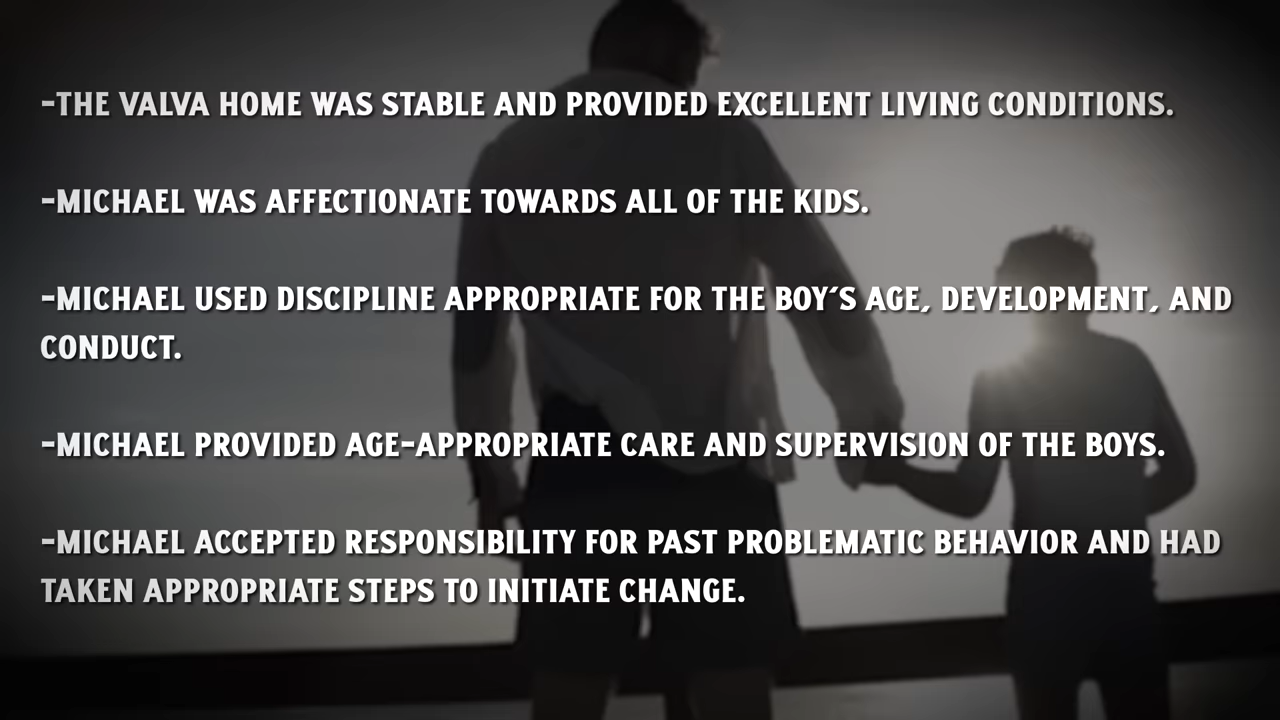 -THE VALVA HOME WAS STABLE AND PROVIDED EXCELLENT LIVING CONDITIONS.
-MICHAEL WAS AFFECTIONATE TOWARDS ALL OF THE KIDS.
-MICHAEL USED DISCIPLINE APPROPRIATE FOR THE BOY'S AGE, DEVELOPMENT, AND
CONDUCT.
-MICHAEL PROVIDED AGE-APPROPRIATE CARE AND SUPERVISION OF THE BOYS.
-MICHAEL ACCEPTED RESPONSIBILITY FOR PAST PROBLEMATIC BEHAVIOR AND HAD
TAKEN APPROPRIATE STEPS TO INITIATE CHANGE.